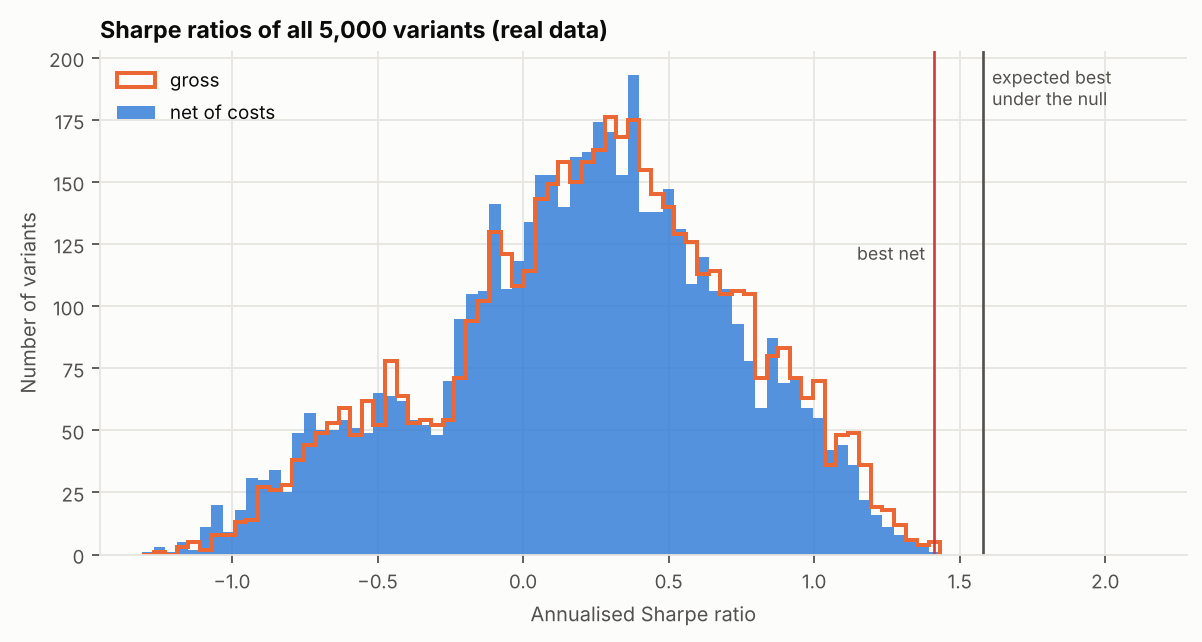 Sharpe ratios of all 5,000 variants (real data)
200
175
150
125
100
75
50
25
0
Number of variants
gross
net of costs
best net
expected best
under the null
−1.0
−0.5
0.0
0.5
1.0
1.5
2.0
Annualised Sharpe ratio